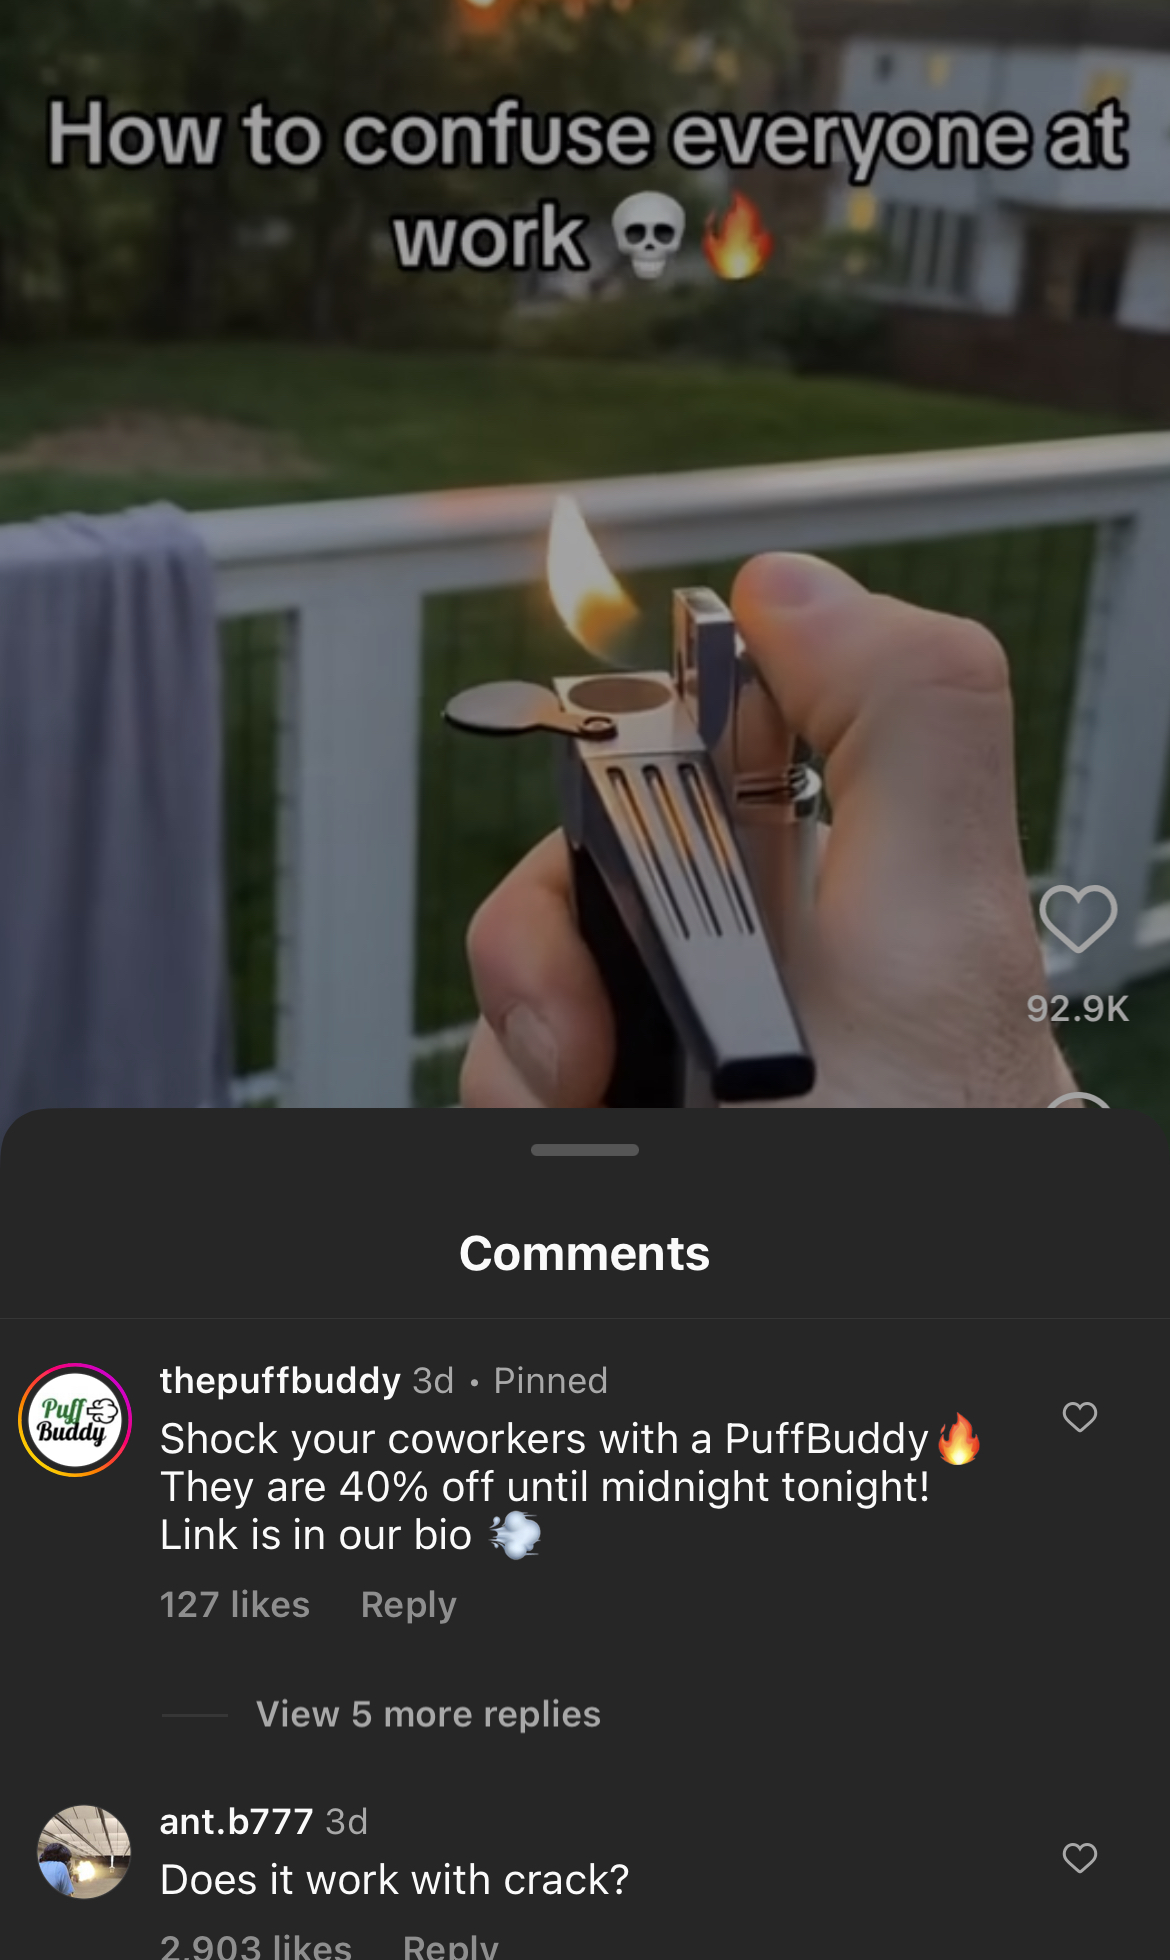 How to confuse everyone at
work 💀🔥
92.9K
Comments
Puff
Buddy
thepuffbuddy 3d • Pinned
Shock your coworkers with a PuffBuddy🔥
They are 40% off until midnight tonight!
Link is in our bio 💨
127 likes Reply
View 5 more replies
ant.b777 3d
Does it work with crack?
2,903 likes Reply